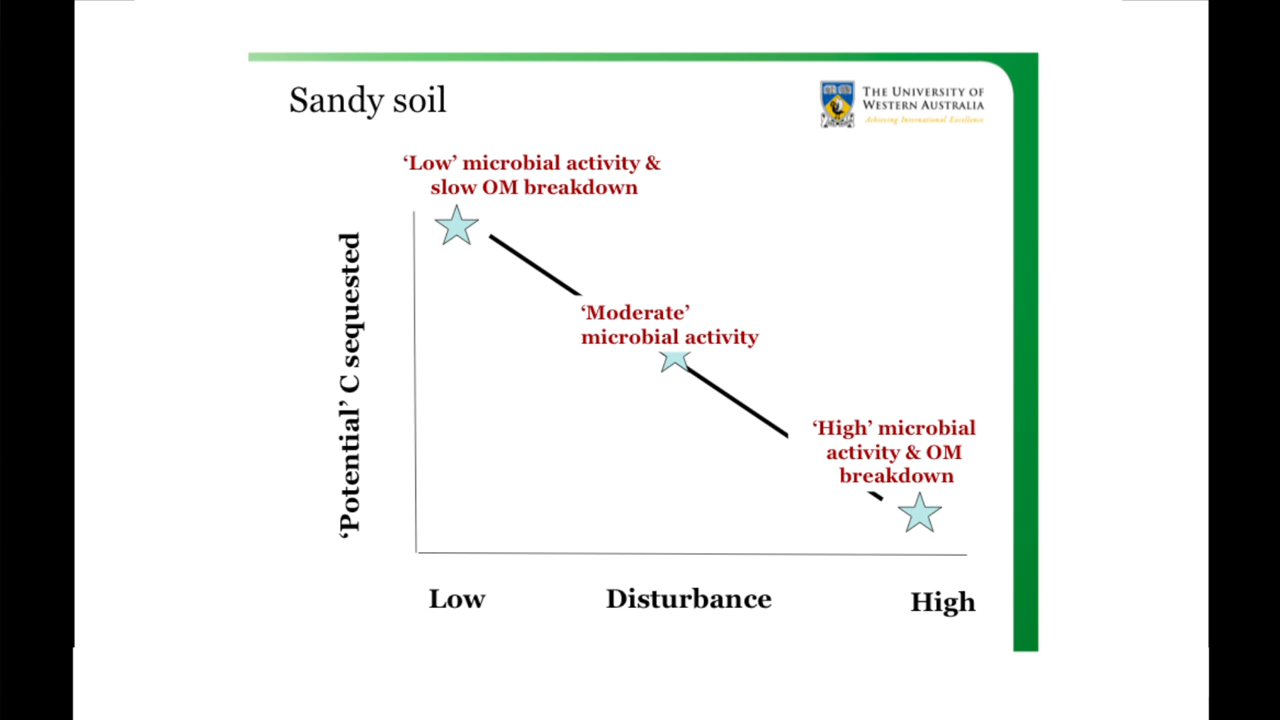 Sandy soil
THE UNIVERSITY OF
WESTERN AUSTRALIA
Achieving International Excellence
‘Low’ microbial activity &
slow OM breakdown
‘Potential’ C sequested
‘Moderate’
microbial activity
‘High’ microbial
activity & OM
breakdown
Low
Disturbance
High